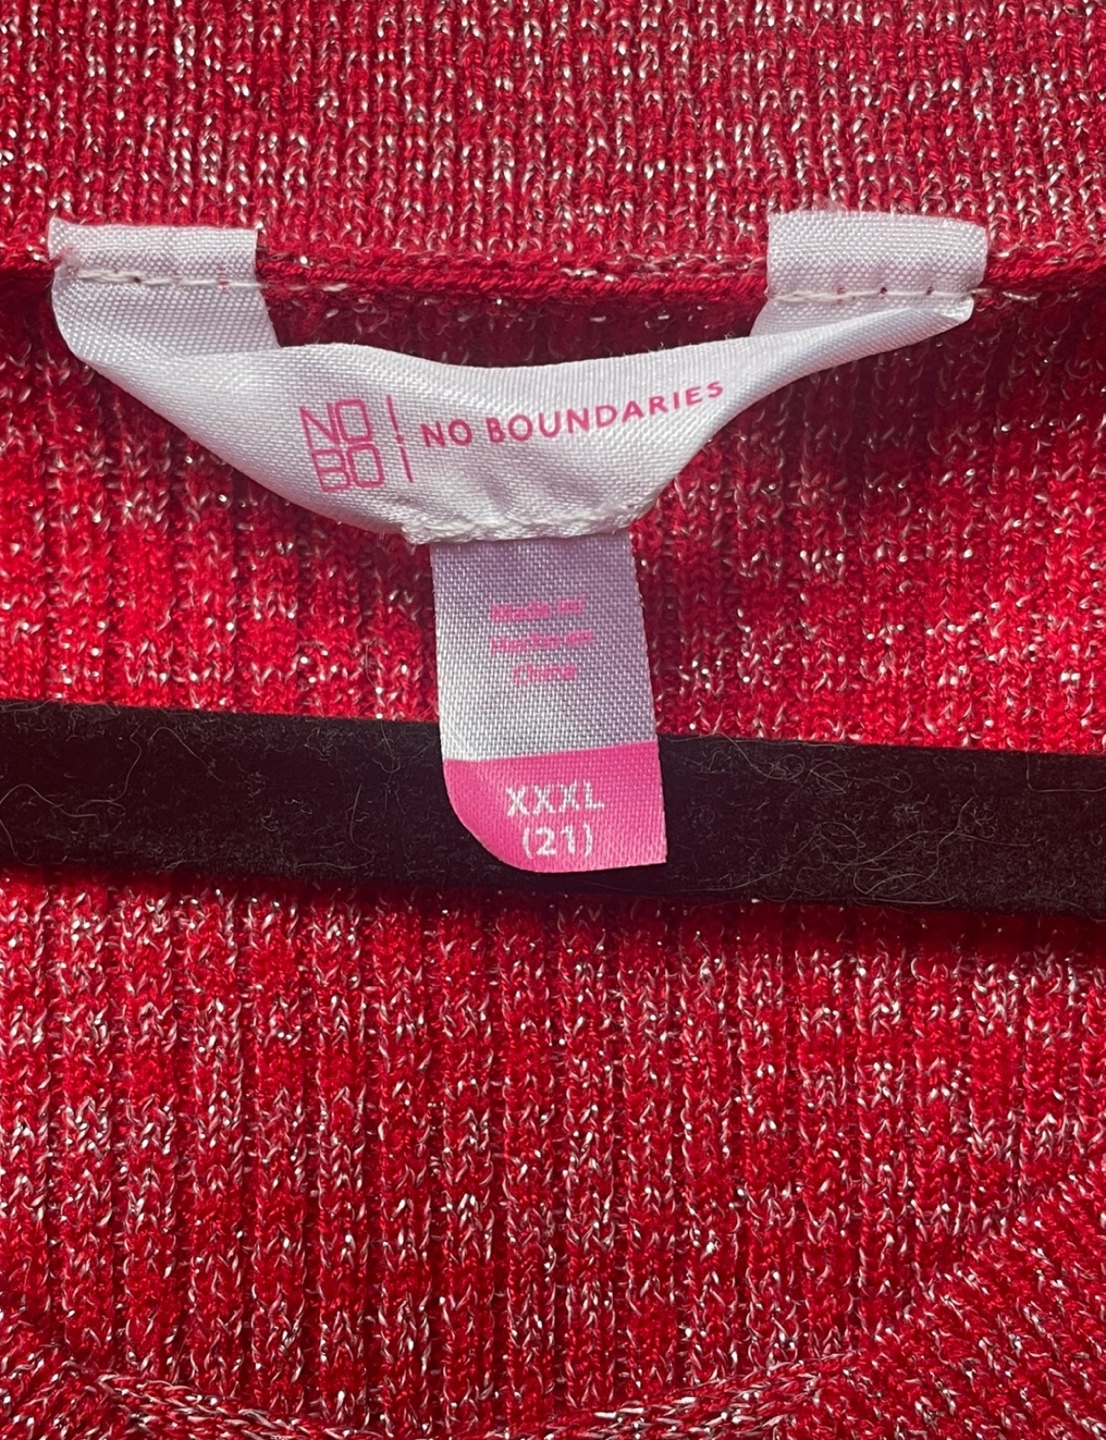 NO
BO
NO BOUNDARIES
Made in/
Hecho en
China
XXXL
(21)